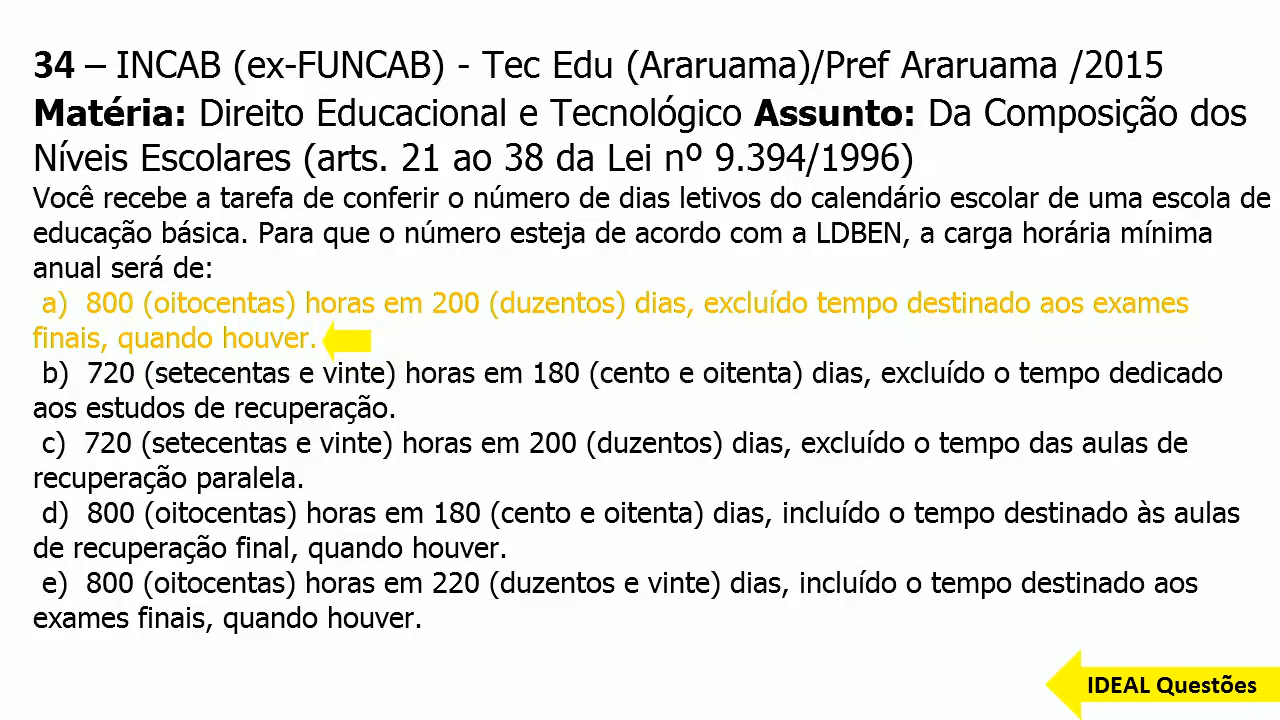 34 – INCAB (ex-FUNCAB) - Tec Edu (Araruama)/Pref Araruama /2015
Matéria: Direito Educacional e Tecnológico Assunto: Da Composição dos
Níveis Escolares (arts. 21 ao 38 da Lei nº 9.394/1996)
Você recebe a tarefa de conferir o número de dias letivos do calendário escolar de uma escola de
educação básica. Para que o número esteja de acordo com a LDBEN, a carga horária mínima
anual será de:
a) 800 (oitocentas) horas em 200 (duzentos) dias, excluído tempo destinado aos exames
finais, quando houver.
b) 720 (setecentas e vinte) horas em 180 (cento e oitenta) dias, excluído o tempo dedicado
aos estudos de recuperação.
c) 720 (setecentas e vinte) horas em 200 (duzentos) dias, excluído o tempo das aulas de
recuperação paralela.
d) 800 (oitocentas) horas em 180 (cento e oitenta) dias, incluído o tempo destinado às aulas
de recuperação final, quando houver.
e) 800 (oitocentas) horas em 220 (duzentos e vinte) dias, incluído o tempo destinado aos
exames finais, quando houver.
IDEAL Questões